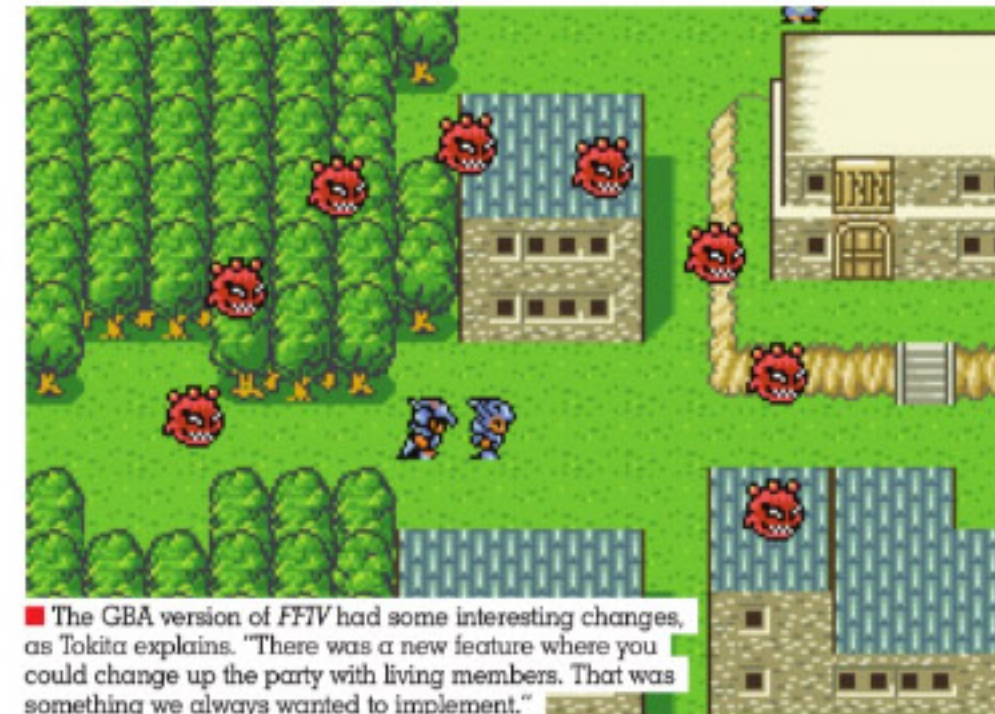 INN
The GBA version of FFIV had some interesting changes,
as Tokita explains. "There was a new feature where you
could change up the party with living members. That was
something we always wanted to implement."